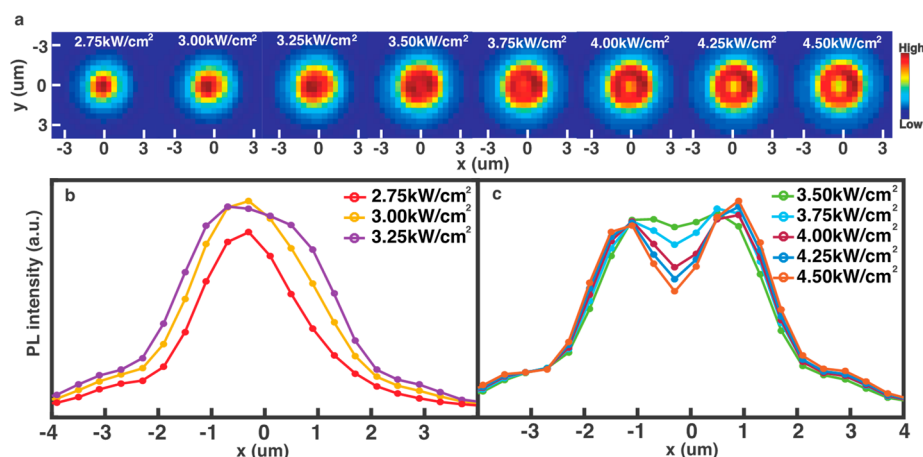 a
2.75kW/cm² 3.00kW/cm² 3.25kW/cm² 3.50kW/cm² 3.75kW/cm² 4.00kW/cm² 4.25kW/cm² 4.50kW/cm²
High
Low
y (um)
-3
0
3
-3 0 3 -3 0 3 -3 0 3 -3 0 3 -3 0 3 -3 0 3 -3 0 3 -3 0 3
x (um)
b
2.75kW/cm²
3.00kW/cm²
3.25kW/cm²
PL intensity (a.u.)
-4 -3 -2 -1 0 1 2 3
x (um)
c
3.50kW/cm²
3.75kW/cm²
4.00kW/cm²
4.25kW/cm²
4.50kW/cm²
-3 -2 -1 0 1 2 3 4
x (um)